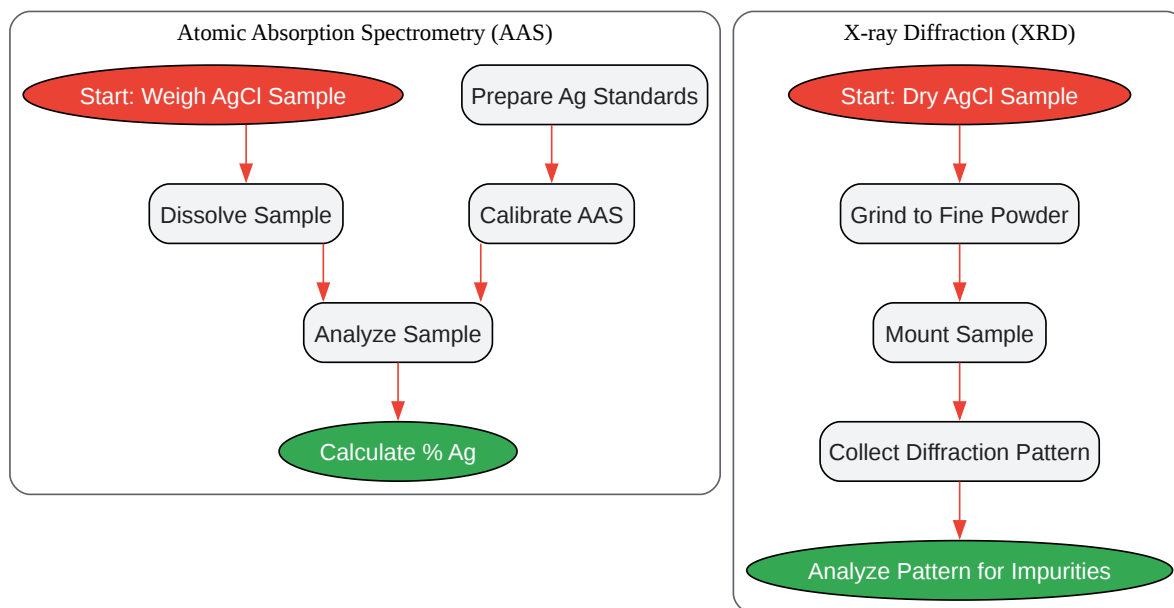 Atomic Absorption Spectrometry (AAS)
Start: Weigh AgCl Sample
Prepare Ag Standards
Dissolve Sample
Calibrate AAS
Analyze Sample
Calculate % Ag
X-ray Diffraction (XRD)
Start: Dry AgCl Sample
Grind to Fine Powder
Mount Sample
Collect Diffraction Pattern
Analyze Pattern for Impurities